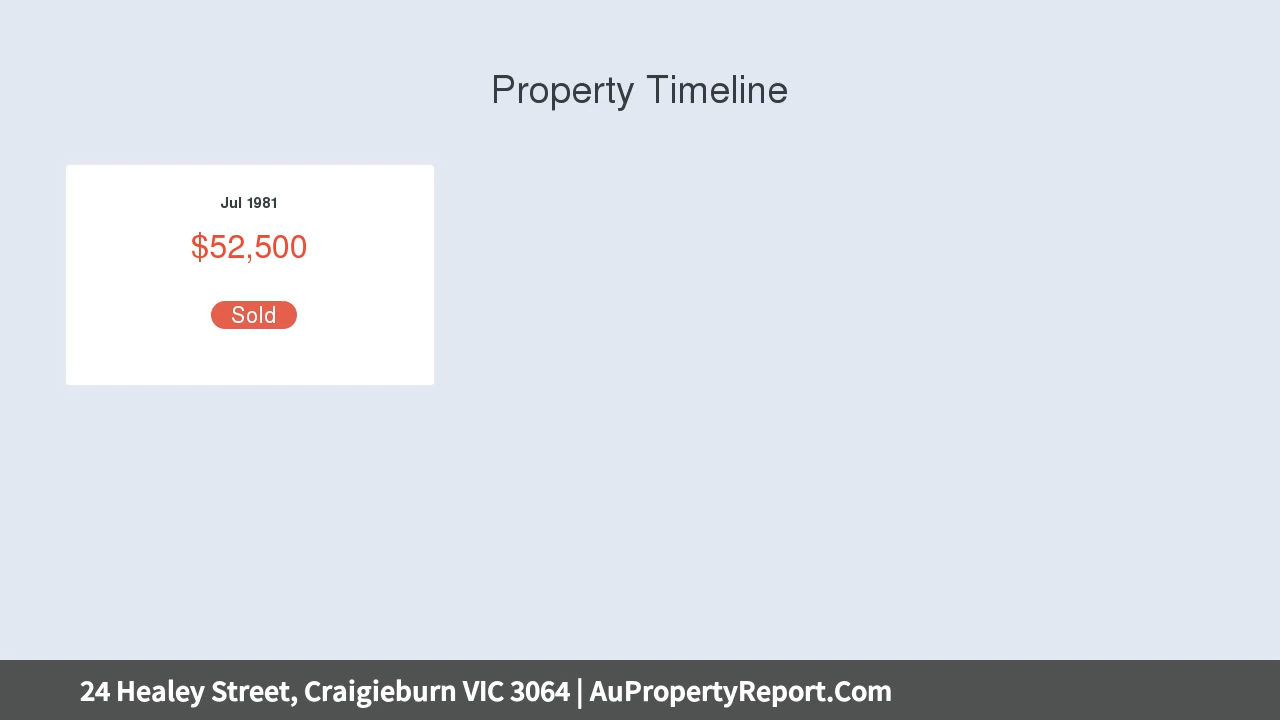 Property Timeline
Jul 1981
$52,500
Sold
24 Healey Street, Craigieburn VIC 3064 | AuPropertyReport.Com